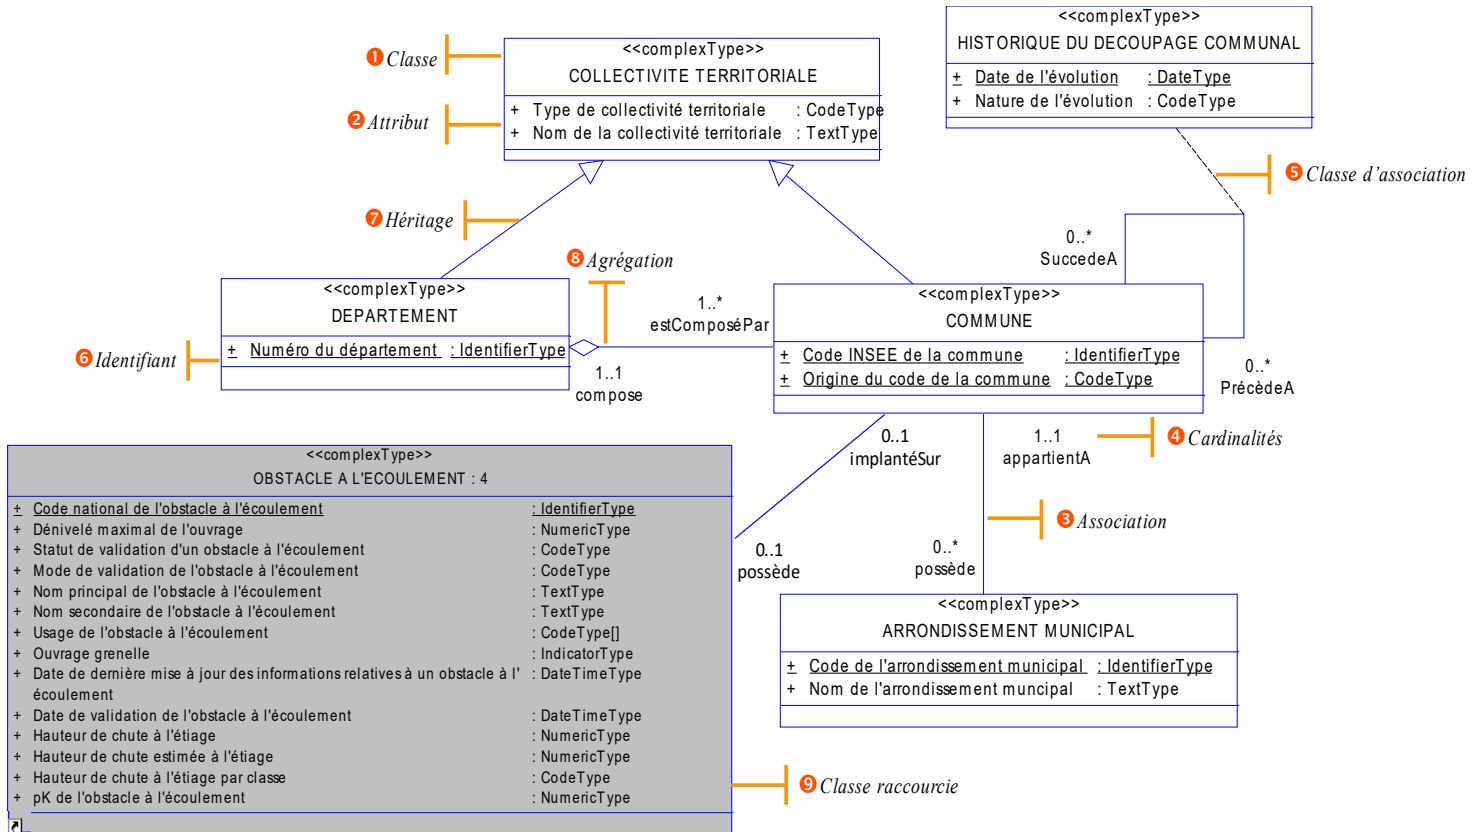 <<complexType>>
HISTORIQUE DU DECOUPAGE COMMUNAL
+ Date de l'évolution : DateType
+ Nature de l'évolution : CodeType
❶ Classe
<<complexType>>
COLLECTIVITE TERRITORIALE
❷ Attribut
+ Type de collectivité territoriale : CodeType
+ Nom de la collectivité territoriale : TextType
❺ Classe d'association
❼ Héritage
0..*
SuccedeA
❽ Agrégation
<<complexType>>
DEPARTEMENT
❻ Identifiant
+ Numéro du département : IdentifierType
1..*
estComposéPar
1..1
compose
<<complexType>>
COMMUNE
+ Code INSEE de la commune : IdentifierType
+ Origine du code de la commune : CodeType
0..*
PrécèdeA
0..1
implantéSur
1..1
appartientA
❹ Cardinalités
❸ Association
0..1
possède
0..*
possède
<<complexType>>
OBSTACLE A L'ECOULEMENT : 4
+ Code national de l'obstacle à l'écoulement : IdentifierType
+ Dénivelé maximal de l'ouvrage : NumericType
+ Statut de validation d'un obstacle à l'écoulement : CodeType
+ Mode de validation de l'obstacle à l'écoulement : CodeType
+ Nom principal de l'obstacle à l'écoulement : TextType
+ Nom secondaire de l'obstacle à l'écoulement : TextType
+ Usage de l'obstacle à l'écoulement : CodeType[]
+ Ouvrage grenelle : IndicatorType
+ Date de dernière mise à jour des informations relatives à un obstacle à l' : DateTimeType
écoulement
+ Date de validation de l'obstacle à l'écoulement : DateTimeType
+ Hauteur de chute à l'étiage : NumericType
+ Hauteur de chute estimée à l'étiage : NumericType
+ Hauteur de chute à l'étiage par classe : CodeType
+ pK de l'obstacle à l'écoulement : NumericType
<<complexType>>
ARRONDISSEMENT MUNICIPAL
+ Code de l'arrondissement municipal : IdentifierType
+ Nom de l'arrondissement muncipal : TextType
❾ Classe raccourcie